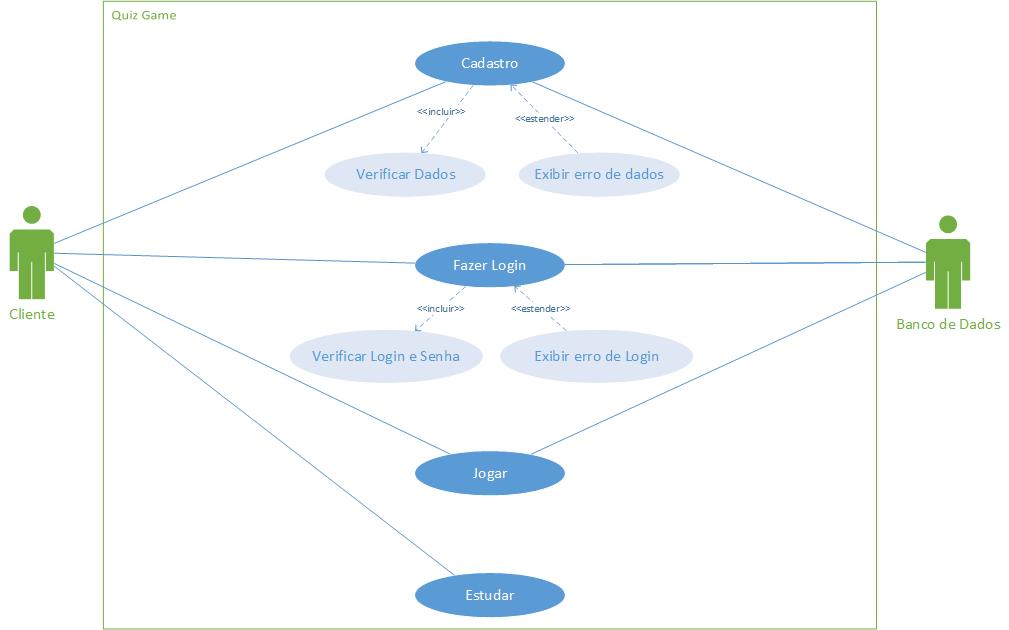 Quiz Game
Cadastro
<<incluir>>
<<estender>>
Verificar Dados
Exibir erro de dados
Fazer Login
<<incluir>>
<<estender>>
Cliente
Banco de Dados
Verificar Login e Senha
Exibir erro de Login
Jogar
Estudar